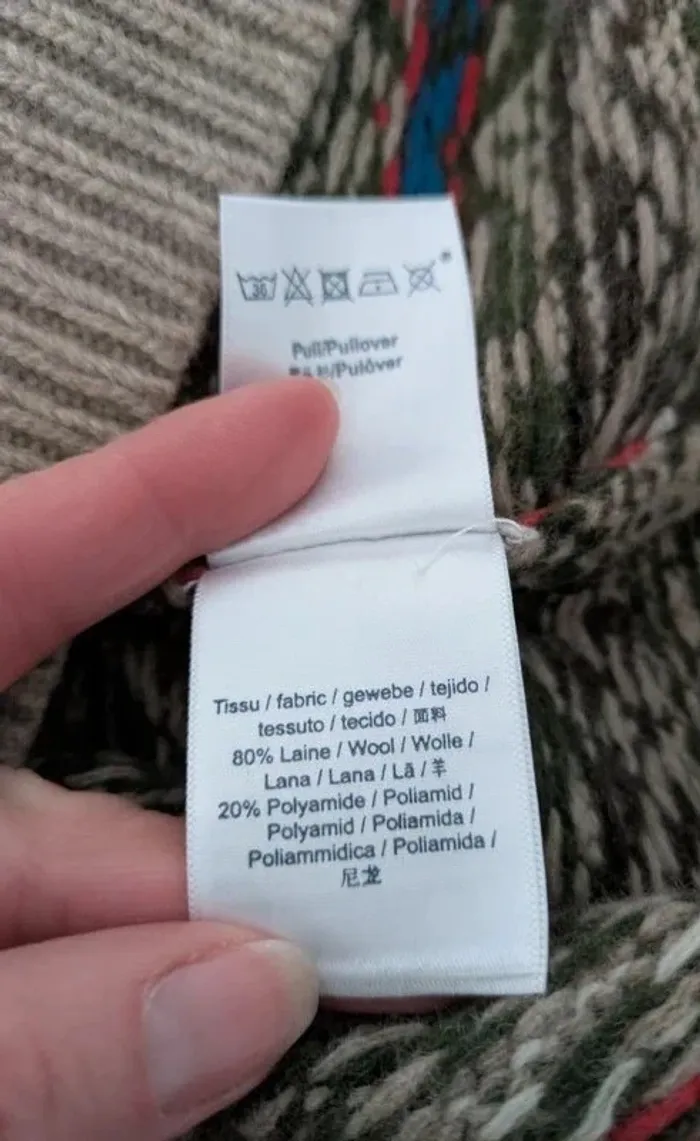 30
Pull/Pullover
/Pulôver
Tissu / fabric / gewebe / tejido /
tessuto / tecido / 面料
80% Laine / Wool / Wolle /
Lana / Lana / Lã / 羊
20% Polyamide / Poliamid /
Polyamid / Poliamida /
Poliammidica / Poliamida /
尼龙